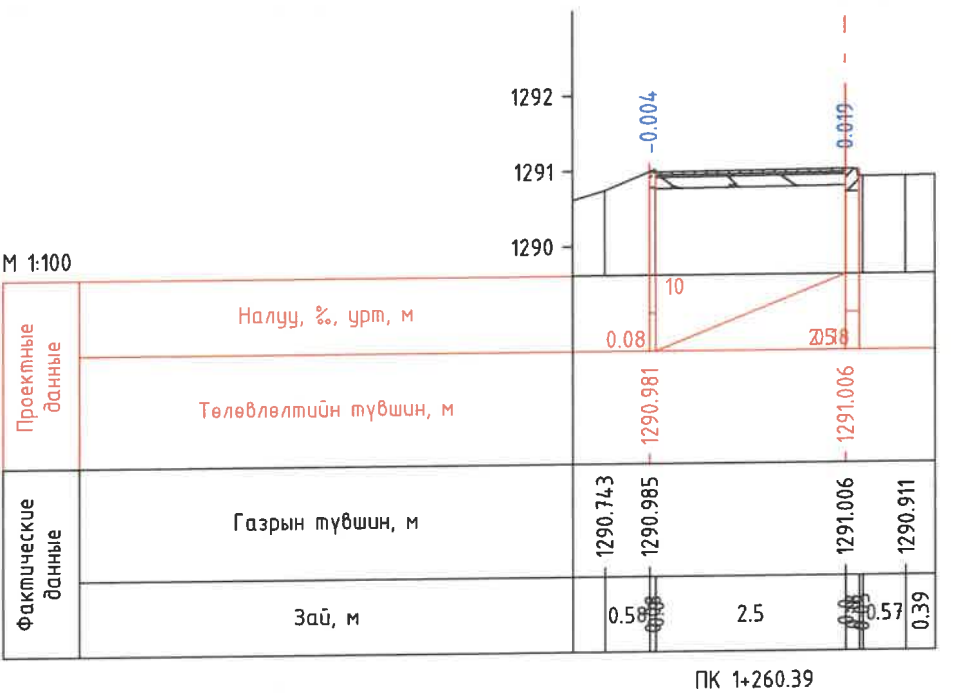 -0.004
0.019
1292
1291
1290
М 1:100
Проектные данные
Налуу, ‰, урт, м
10
0.08
Төлөвлөлтийн түвшин, м
1290.981
1291.006
Фактические данные
Газрын түвшин, м
1290.743
1290.985
1291.006
1290.911
Зай, м
0.58
2.5
0.57
0.39
ПК 1+260.39